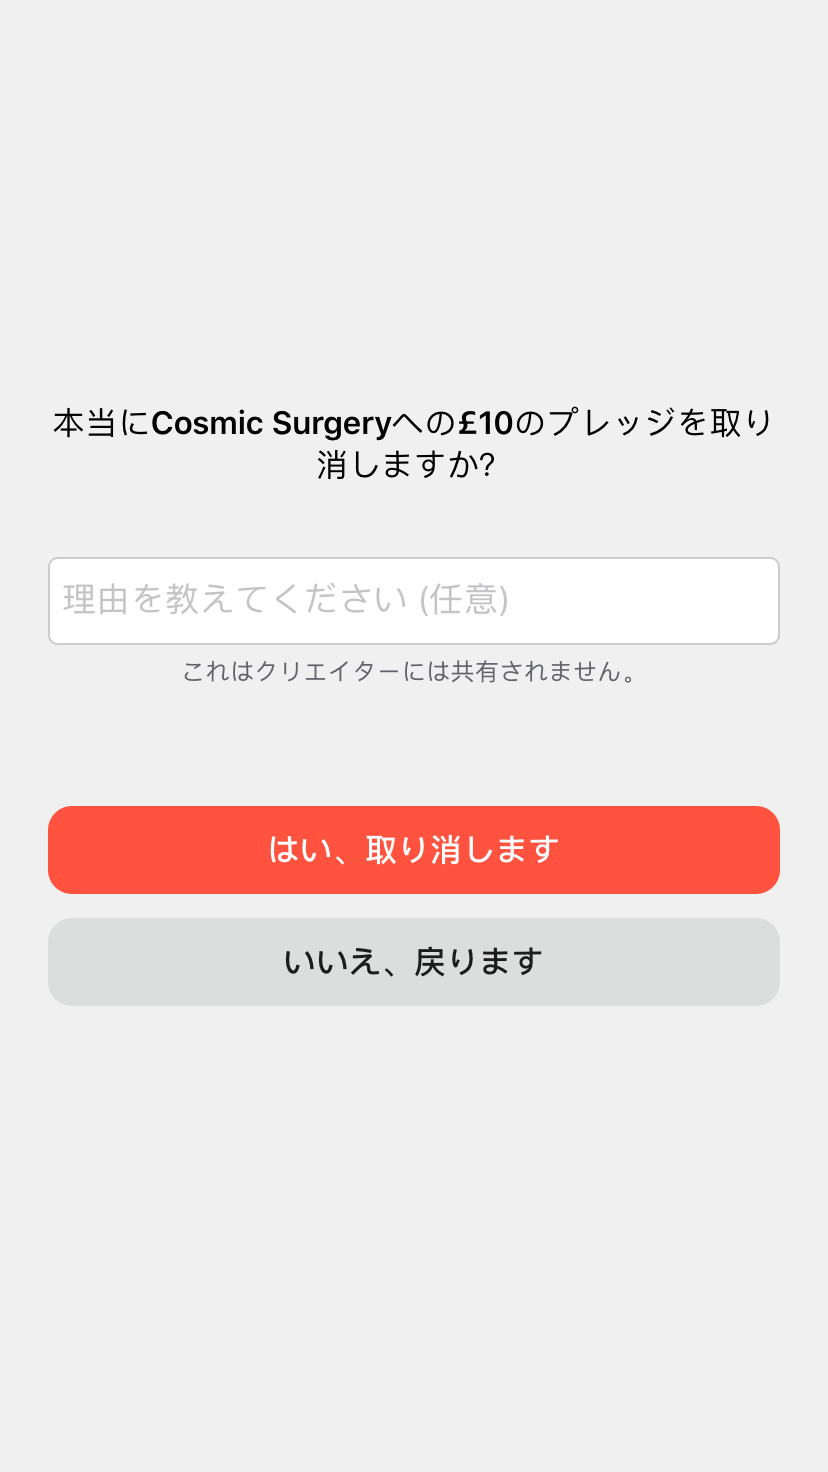 本当にCosmic Surgeryへの£10のプレッジを取り
消しますか?
理由を教えてください (任意)
これはクリエイターには共有されません。
はい、取り消します
いいえ、戻ります